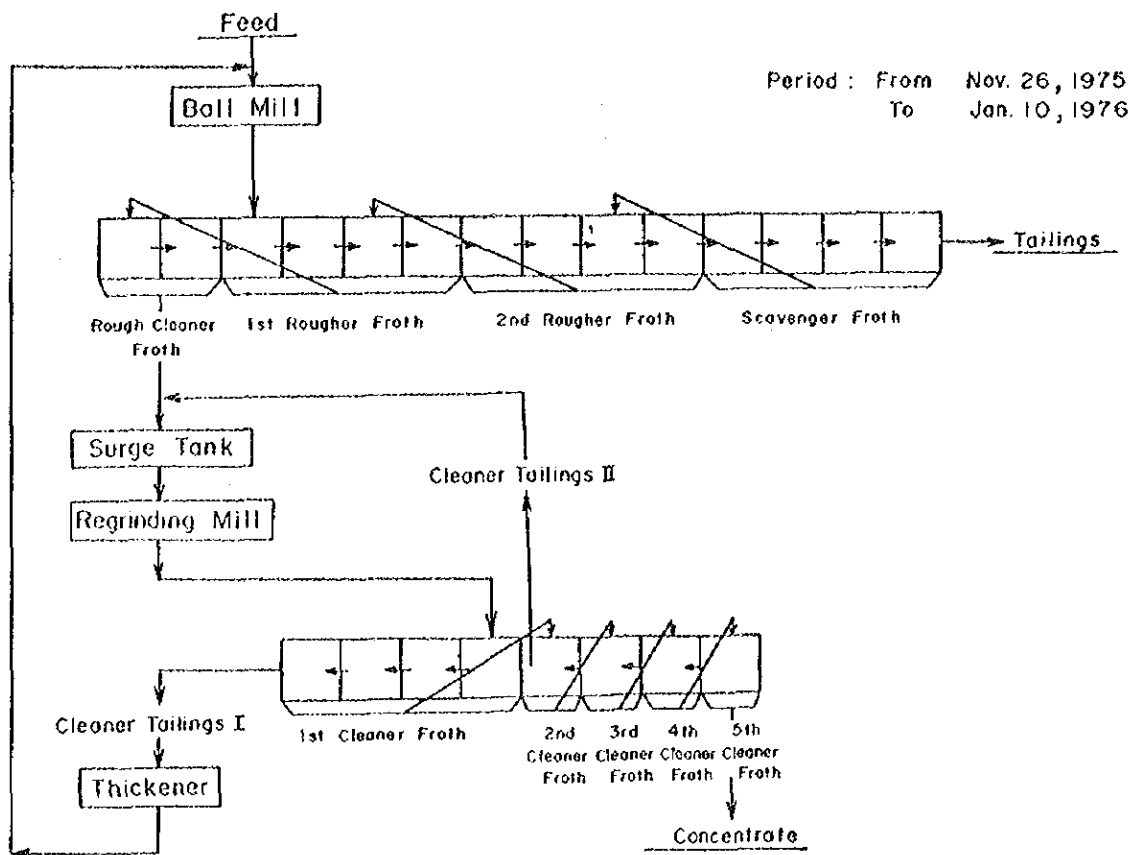 Feed
Period : From Nov. 26, 1975
To Jan. 10, 1976
Ball Mill
Tailings
Rough Cleaner
Froth
1st Rougher Froth
2nd Rougher Froth
Scavenger Froth
Surge Tank
Cleaner Tailings II
Regrinding Mill
Cleaner Tailings I
1st Cleaner Froth
2nd
Cleaner
Froth
3rd
Cleaner
Froth
4th
Cleaner
Froth
5th
Cleaner
Froth
Thickener
Concentrate